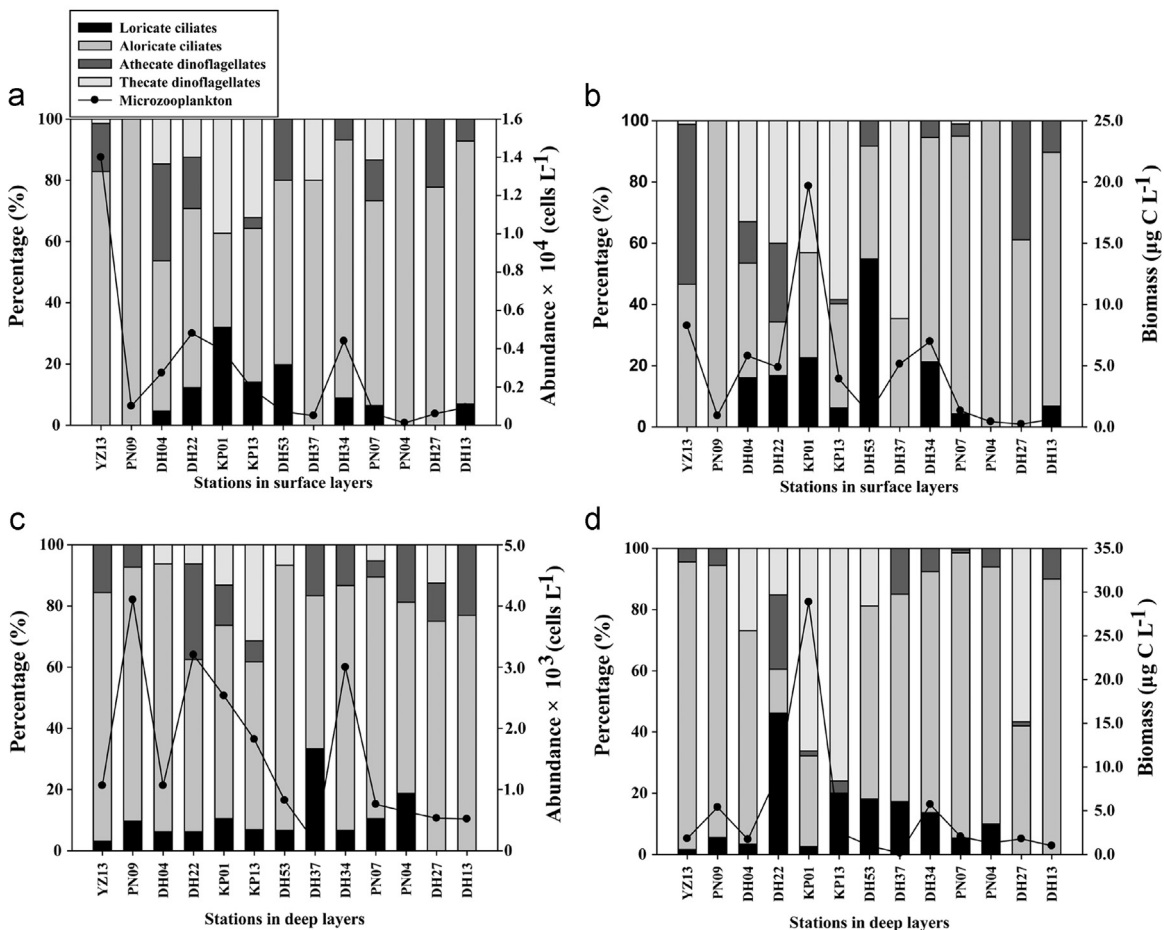 Loricate ciliates
Aloricate ciliates
Athecate dinoflagellates
Thecate dinoflagellates
Microzooplankton
a
100
80
60
40
20
0
Percentage (%)
1.6
1.4
1.2
1.0
0.8
0.6
0.4
0.2
0
Abundance × 10⁴ (cells L⁻¹)
YZ13 PN09 DH04 DH22 KP01 KP13 DH53 DH37 DH34 PN07 PN04 DH27 DH13
Stations in surface layers
b
100
80
60
40
20
0
Percentage (%)
25.0
20.0
15.0
10.0
5.0
0.0
Biomass (µg C L⁻¹)
YZ13 PN09 DH04 DH22 KP01 KP13 DH53 DH37 DH34 PN07 PN04 DH27 DH13
Stations in surface layers
c
100
80
60
40
20
0
Percentage (%)
5.0
4.0
3.0
2.0
1.0
0
Abundance × 10³ (cells L⁻¹)
YZ13 PN09 DH04 DH22 KP01 KP13 DH53 DH37 DH34 PN07 PN04 DH27 DH13
Stations in deep layers
d
100
80
60
40
20
0
Percentage (%)
35.0
30.0
25.0
20.0
15.0
10.0
5.0
0.0
Biomass (µg C L⁻¹)
YZ13 PN09 DH04 DH22 KP01 KP13 DH53 DH37 DH34 PN07 PN04 DH27 DH13
Stations in deep layers